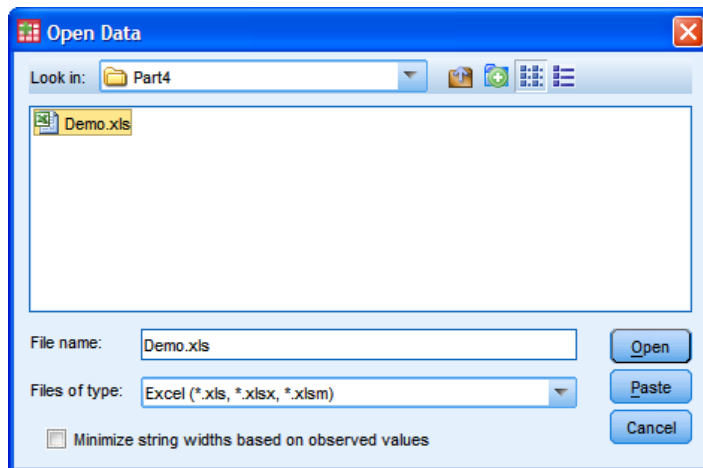 Open Data
Look in: Part4
Demo.xls
File name: Demo.xls
Open
Files of type: Excel (*.xls, *.xlsx, *.xlsm)
Paste
Minimize string widths based on observed values
Cancel